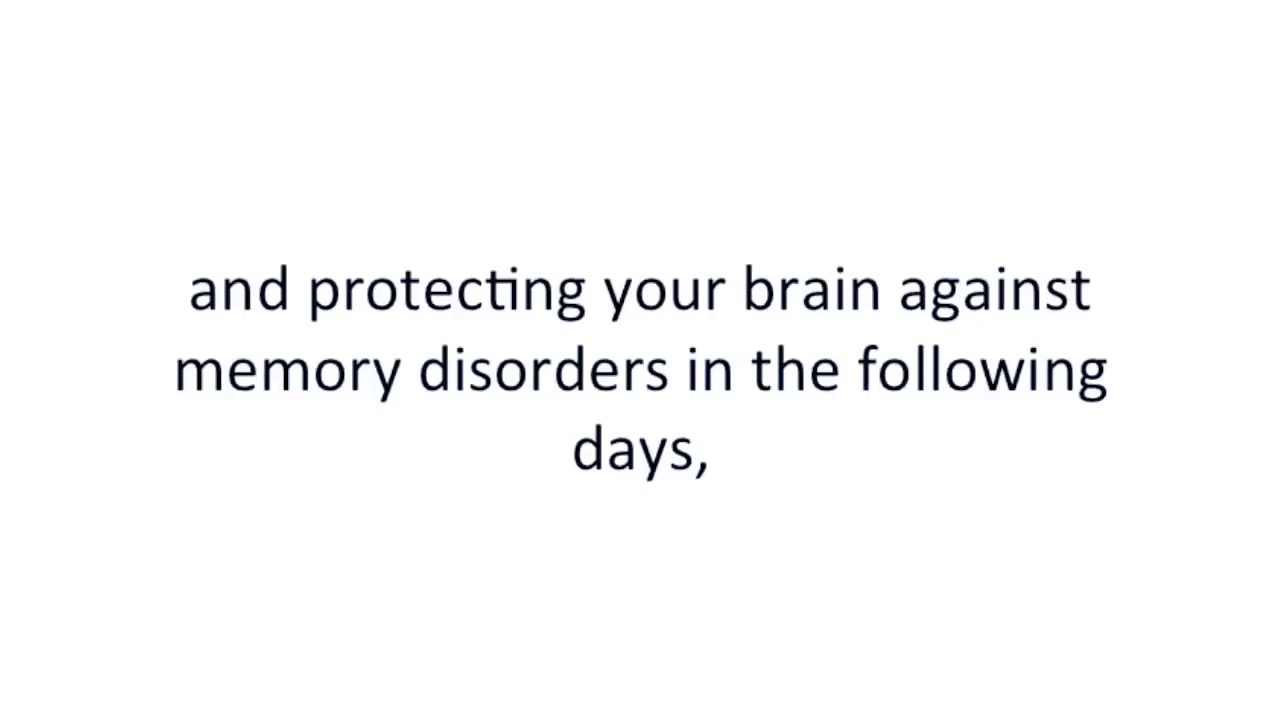 and protecting your brain against
memory disorders in the following
days,